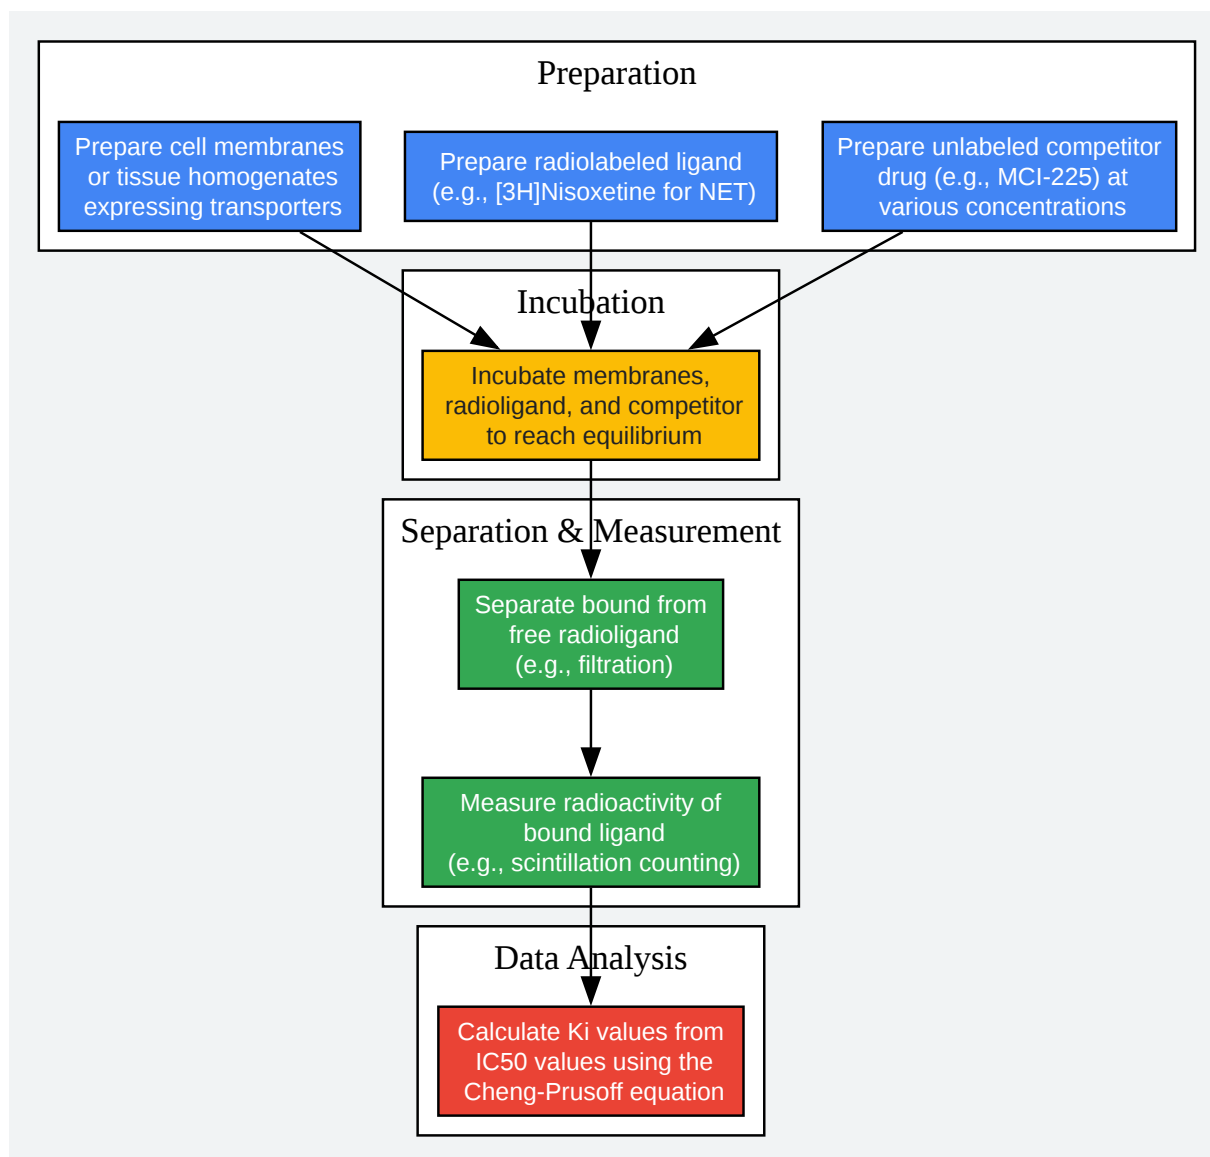 Preparation
Prepare cell membranes
or tissue homogenates
expressing transporters
Prepare radiolabeled ligand
(e.g., [3H]Nisoxetine for NET)
Prepare unlabeled competitor
drug (e.g., MCI-225) at
various concentrations
Incubation
Incubate membranes,
radioligand, and competitor
to reach equilibrium
Separation & Measurement
Separate bound from
free radioligand
(e.g., filtration)
Measure radioactivity of
bound ligand
(e.g., scintillation counting)
Data Analysis
Calculate Ki values from
IC50 values using the
Cheng-Prusoff equation